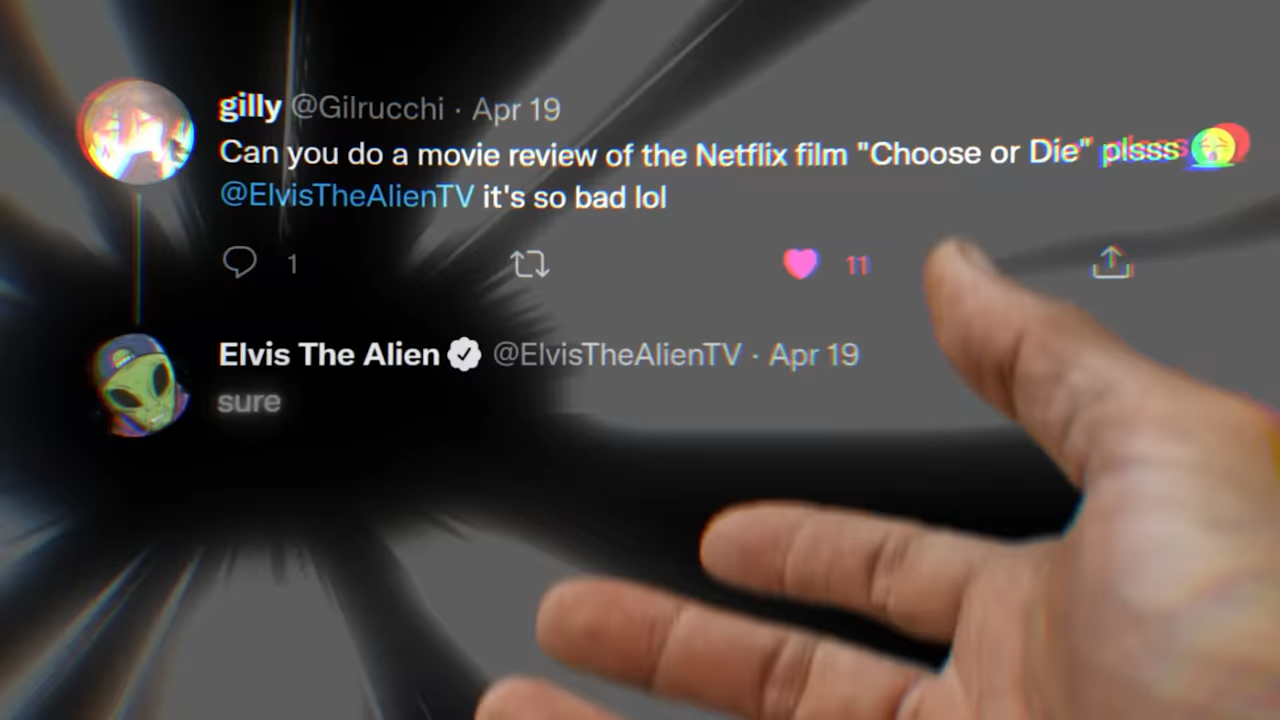 gilly @Gilrucchi · Apr 19
Can you do a movie review of the Netflix film "Choose or Die" plsss 😭
@ElvisTheAlienTV it's so bad lol
1 11
Elvis The Alien @ElvisTheAlienTV · Apr 19
sure